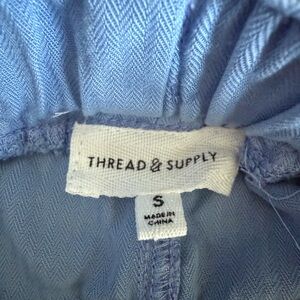 THREAD & SUPPLY
S
MADE IN
CHINA